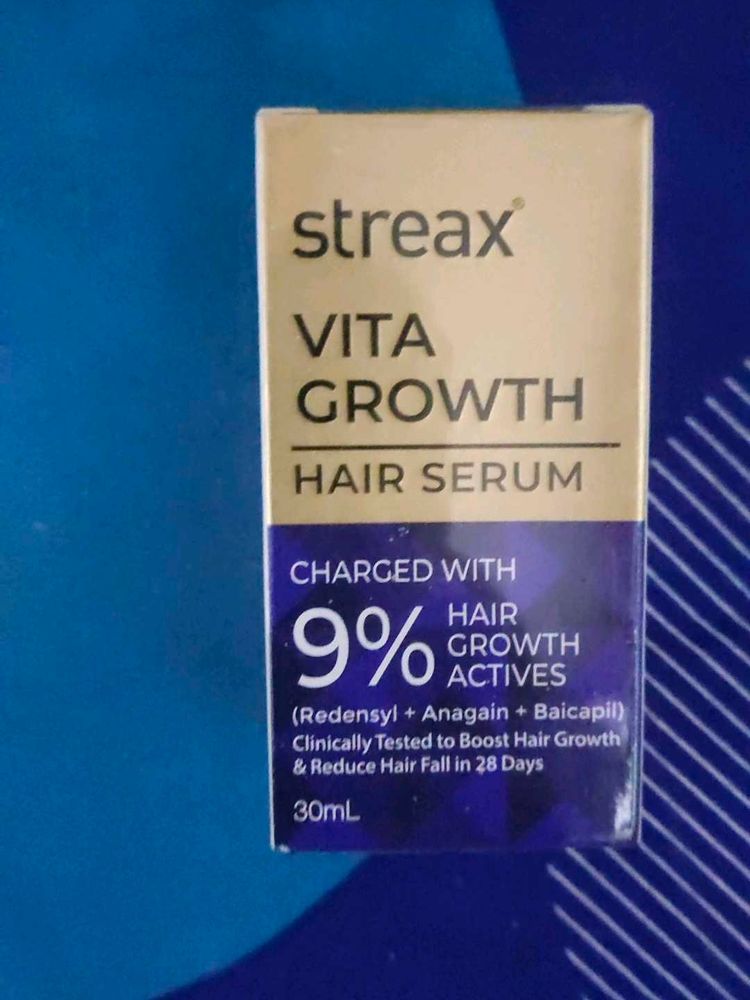 streax®
VITA
GROWTH
HAIR SERUM
CHARGED WITH
9% HAIR
GROWTH
ACTIVES
(Redensyl + Anagain + Baicapil)
Clinically Tested to Boost Hair Growth
& Reduce Hair Fall in 28 Days
30mL